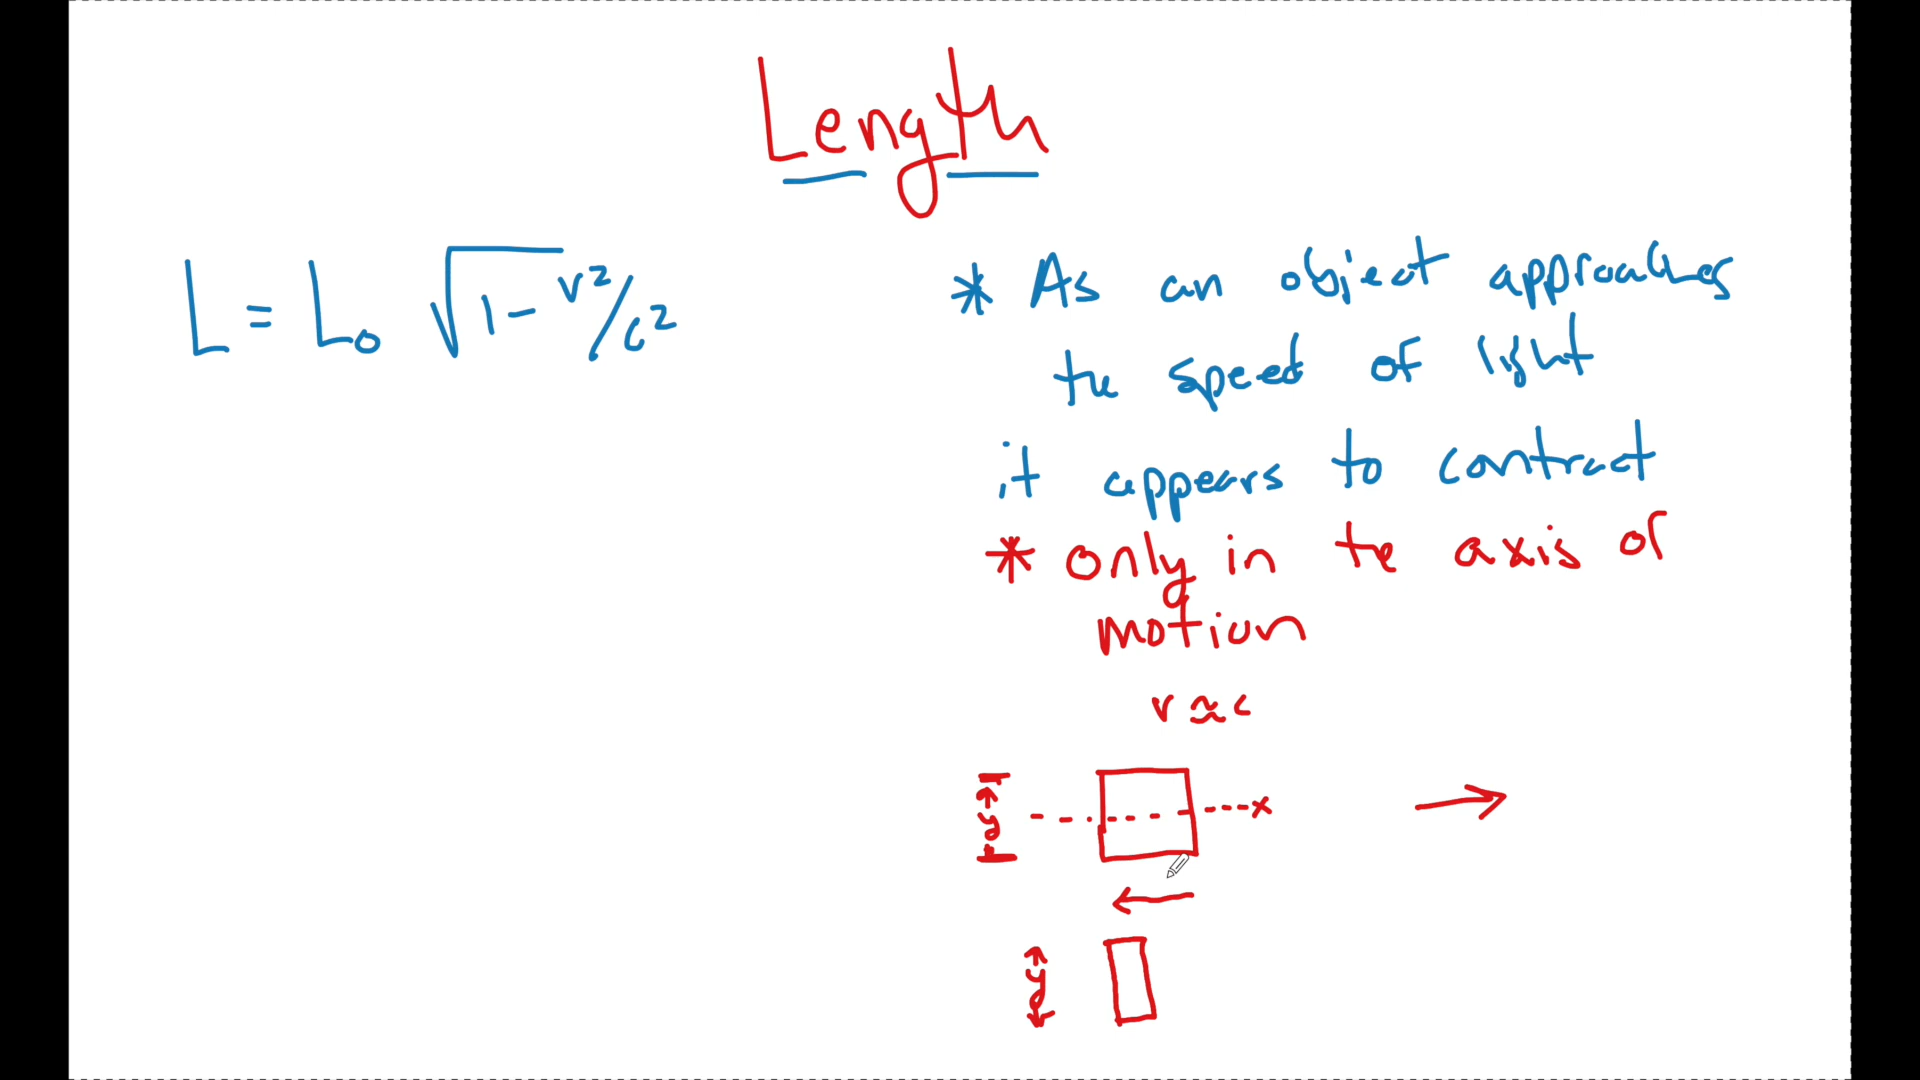 Length
L = L₀ √1 - v²/c²
* As an object approaches
the speed of light
it appears to contract
* only in the axis of
motion
v ≈ c
y
x
y